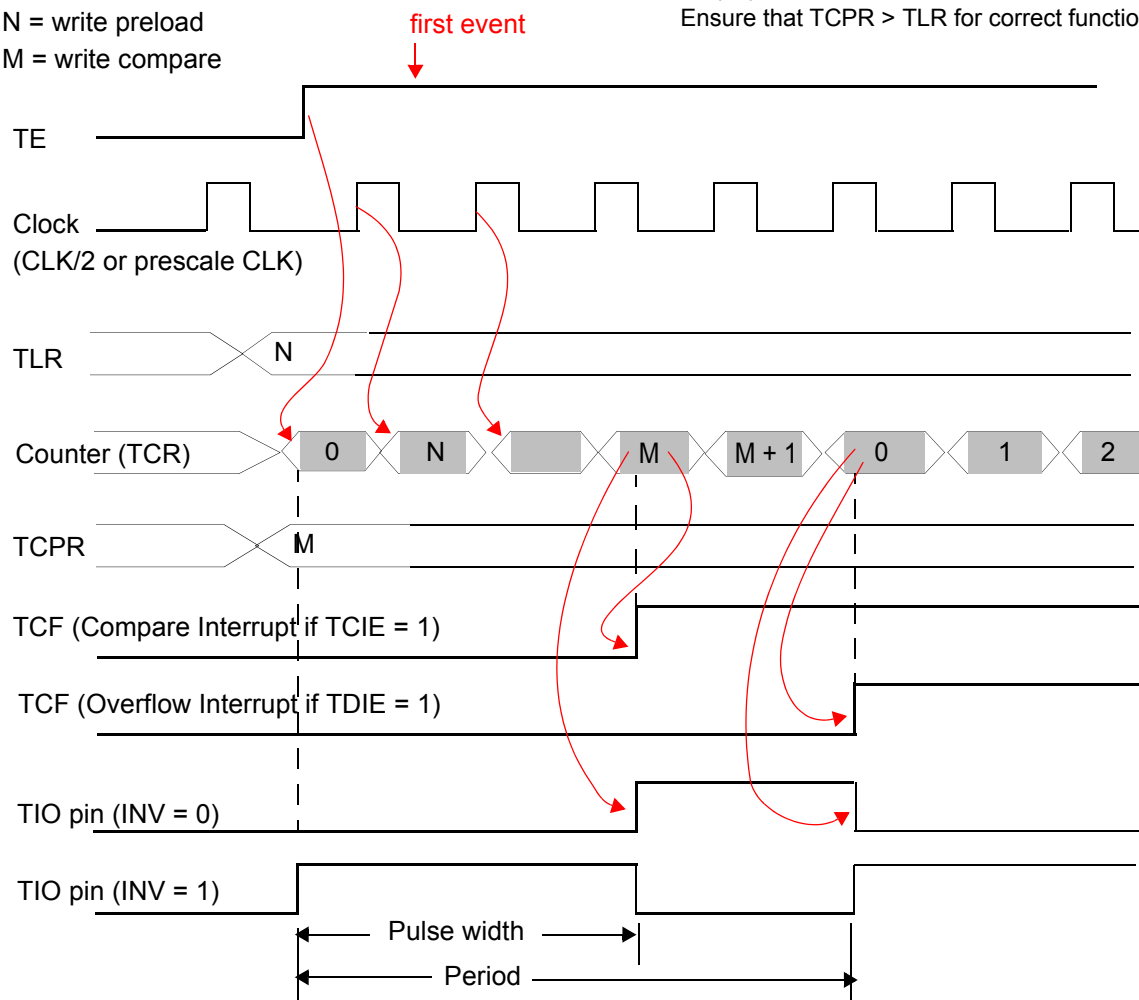 N = write preload
first event
Ensure that TCPR > TLR for correct functio
M = write compare
TE
Clock
(CLK/2 or prescale CLK)
TLR
N
Counter (TCR)
0
N
M
M + 1
0
1
2
TCPR
M
TCF (Compare Interrupt if TCIE = 1)
TCF (Overflow Interrupt if TDIE = 1)
TIO pin (INV = 0)
TIO pin (INV = 1)
Pulse width
Period